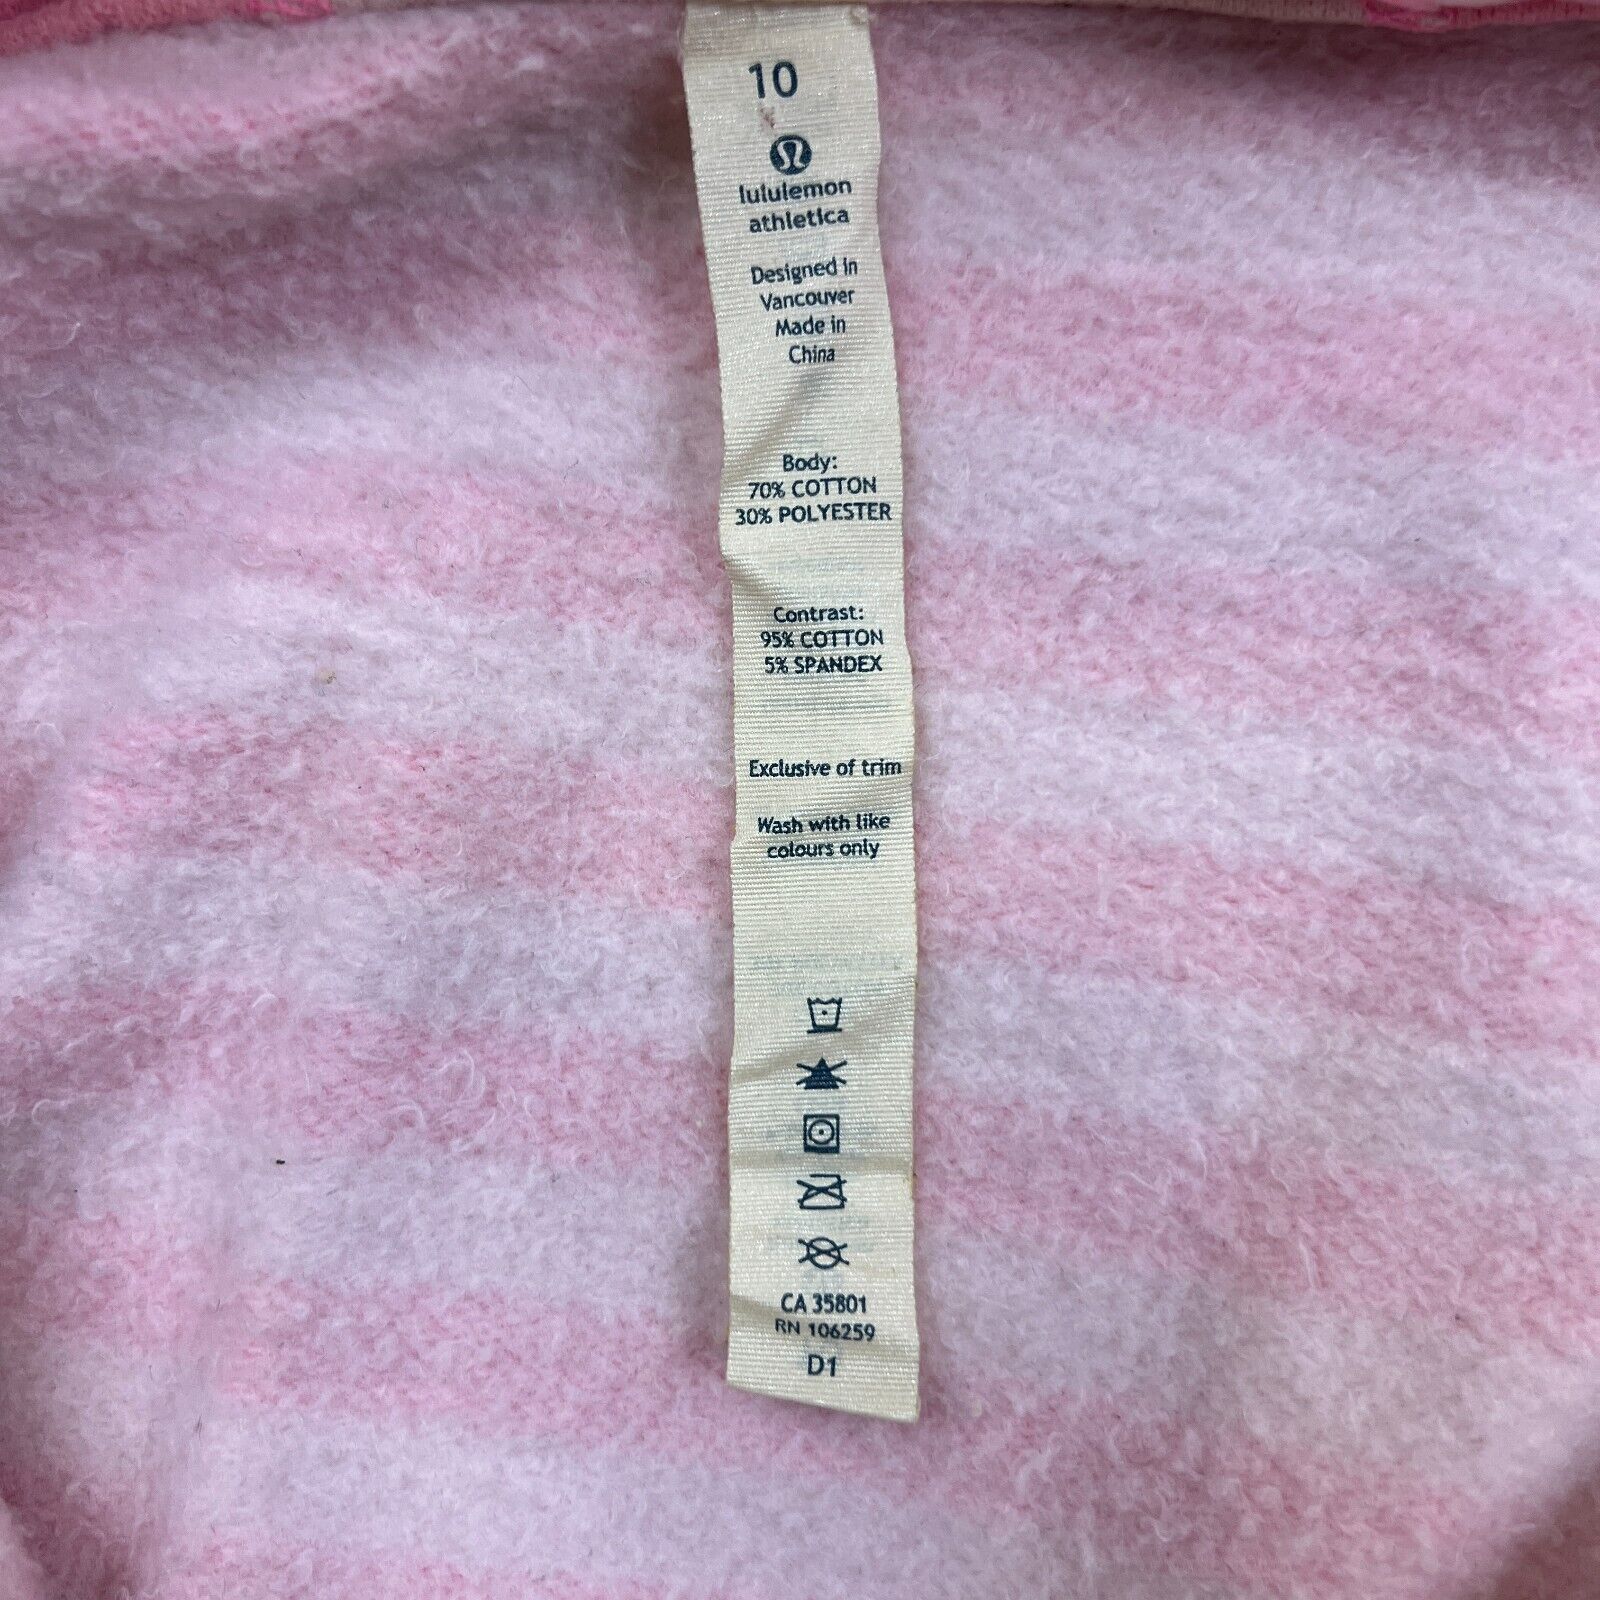 10
lululemon
athletica
Designed in
Vancouver
Made in
China
Body:
70% COTTON
30% POLYESTER
Contrast:
95% COTTON
5% SPANDEX
Exclusive of trim
Wash with like
colours only
CA 35801
RN 106259
D1